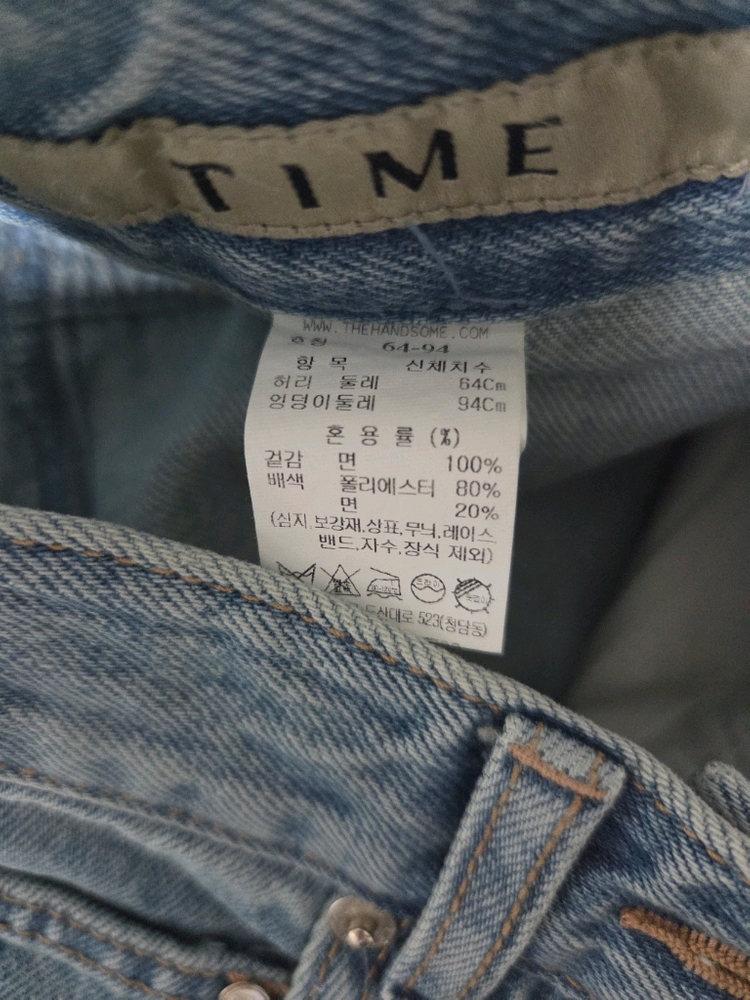 TIME
WWW.THEHANDSOME.COM
호칭 64-94
항 목 신체치수
허리 둘레 64Cm
엉덩이둘레 94Cm
혼 용 률 (%)
겉감 면 100%
배색 폴리에스터 80%
면 20%
(심지,보강재,상표,무늬,레이스
밴드,자수,장식 제외)
드라이
523(청담동)